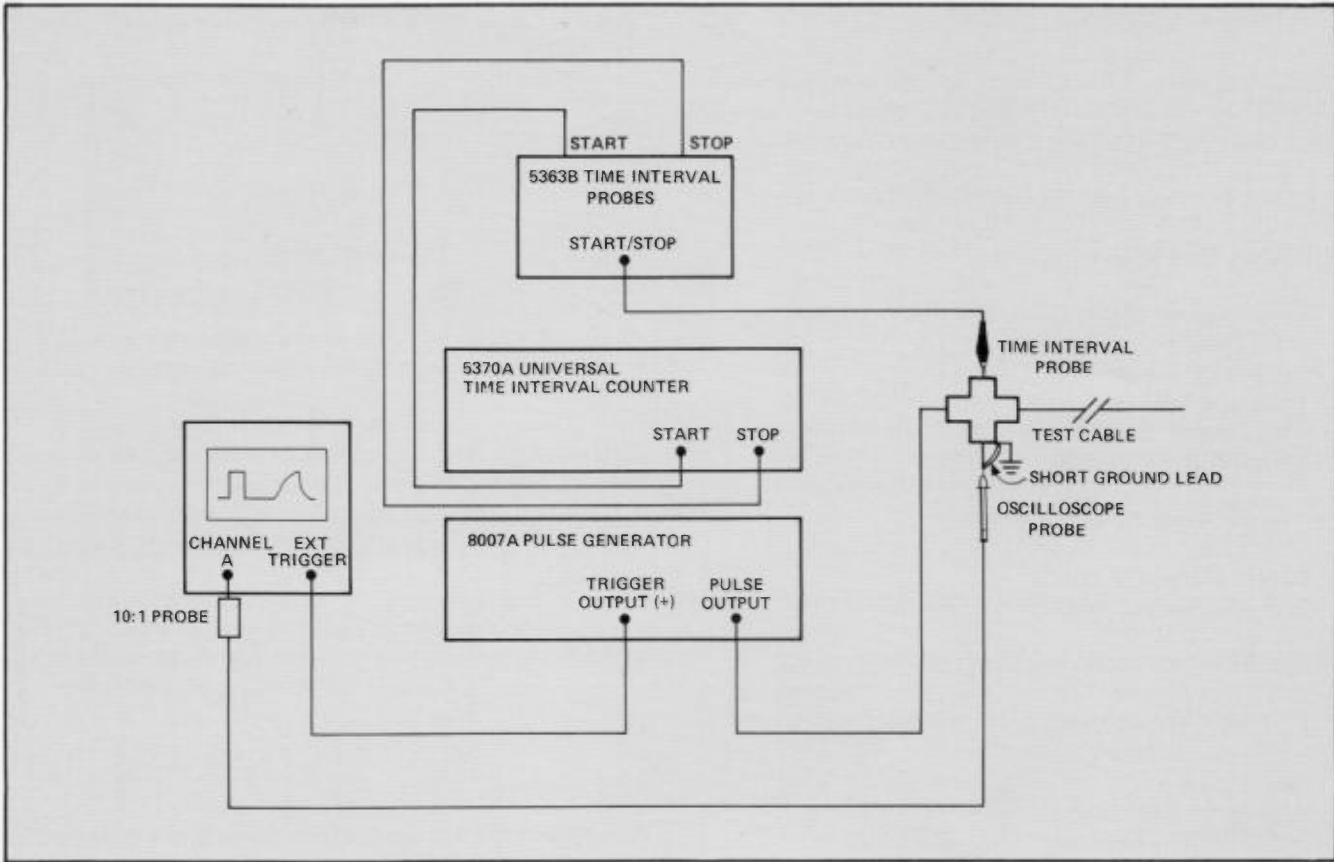 START STOP
5363B TIME INTERVAL
PROBES
START/STOP
TIME INTERVAL
PROBE
5370A UNIVERSAL
TIME INTERVAL COUNTER
START STOP
TEST CABLE
SHORT GROUND LEAD
OSCILLOSCOPE
PROBE
CHANNEL
A
EXT
TRIGGER
10:1 PROBE
8007A PULSE GENERATOR
TRIGGER
OUTPUT (+)
PULSE
OUTPUT